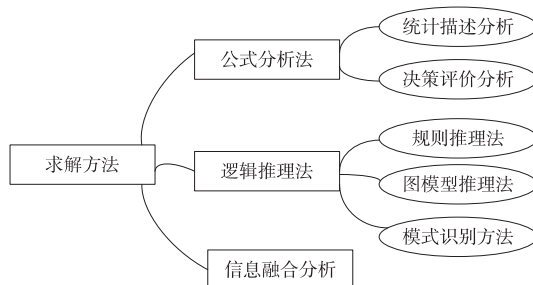 求解方法
公式分析法
统计描述分析
决策评价分析
逻辑推理法
规则推理法
图模型推理法
模式识别方法
信息融合分析